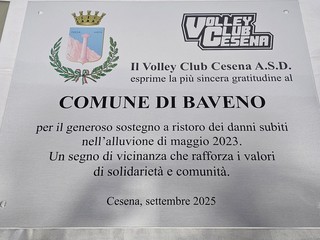 VOLLEY
CLUB
CESENA
Il Volley Club Cesena A.S.D.
esprime la più sincera gratitudine al
COMUNE DI BAVENO
per il generoso sostegno a ristoro dei danni subiti
nell'alluvione di maggio 2023.
Un segno di vicinanza che rafforza i valori
di solidarietà e comunità.
Cesena, settembre 2025